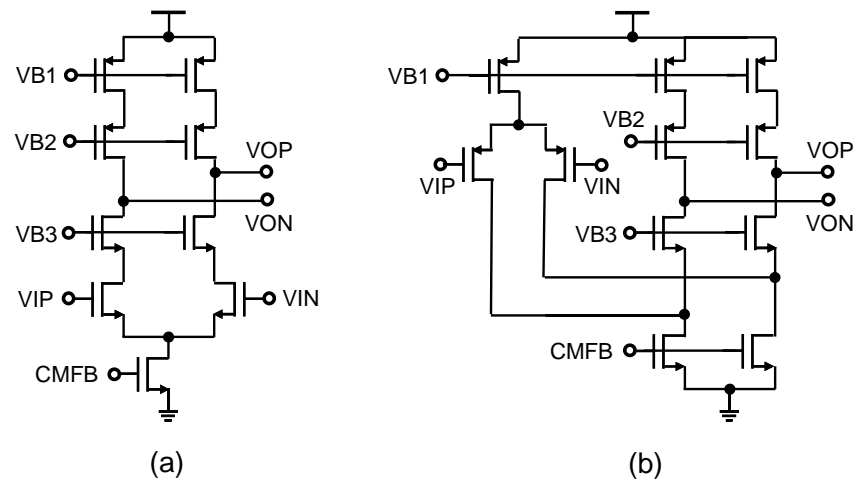 VB1
VB2
VOP
VON
VB3
VIP
VIN
CMFB
(a)
VB1
VB2
VIP
VIN
VOP
VON
VB3
CMFB
(b)